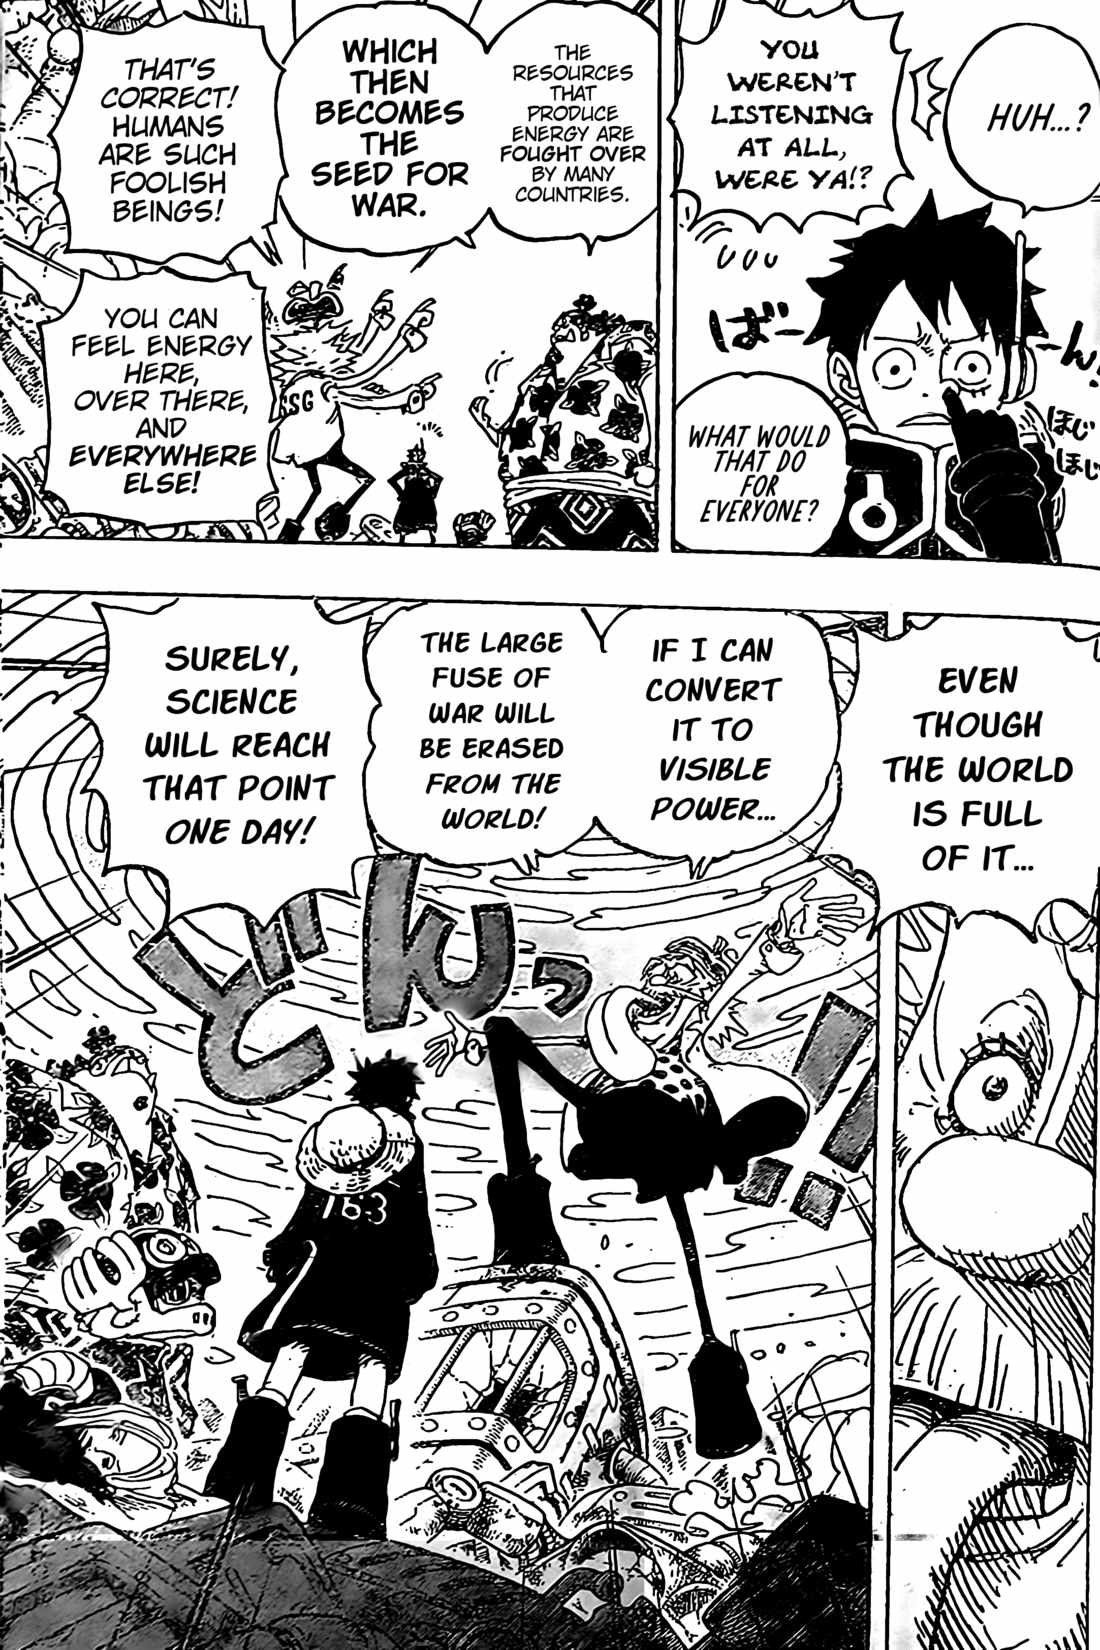 HUH...?
YOU
WEREN'T
LISTENING
AT ALL,
WERE YA!?
ばーーん!
ほじ
ほじ
WHAT WOULD
THAT DO
FOR
EVERYONE?
THE
RESOURCES
THAT
PRODUCE
ENERGY ARE
FOUGHT OVER
BY MANY
COUNTRIES.
WHICH
THEN
BECOMES
THE
SEED FOR
WAR.
THAT'S
CORRECT!
HUMANS
ARE SUCH
FOOLISH
BEINGS!
YOU CAN
FEEL ENERGY
HERE,
OVER THERE,
AND
EVERYWHERE
ELSE!
SSG
EVEN
THOUGH
THE WORLD
IS FULL
OF IT...
IF I CAN
CONVERT
IT TO
VISIBLE
POWER...
THE LARGE
FUSE OF
WAR WILL
BE ERASED
FROM THE
WORLD!
SURELY,
SCIENCE
WILL REACH
THAT POINT
ONE DAY!
どんっ!!
163